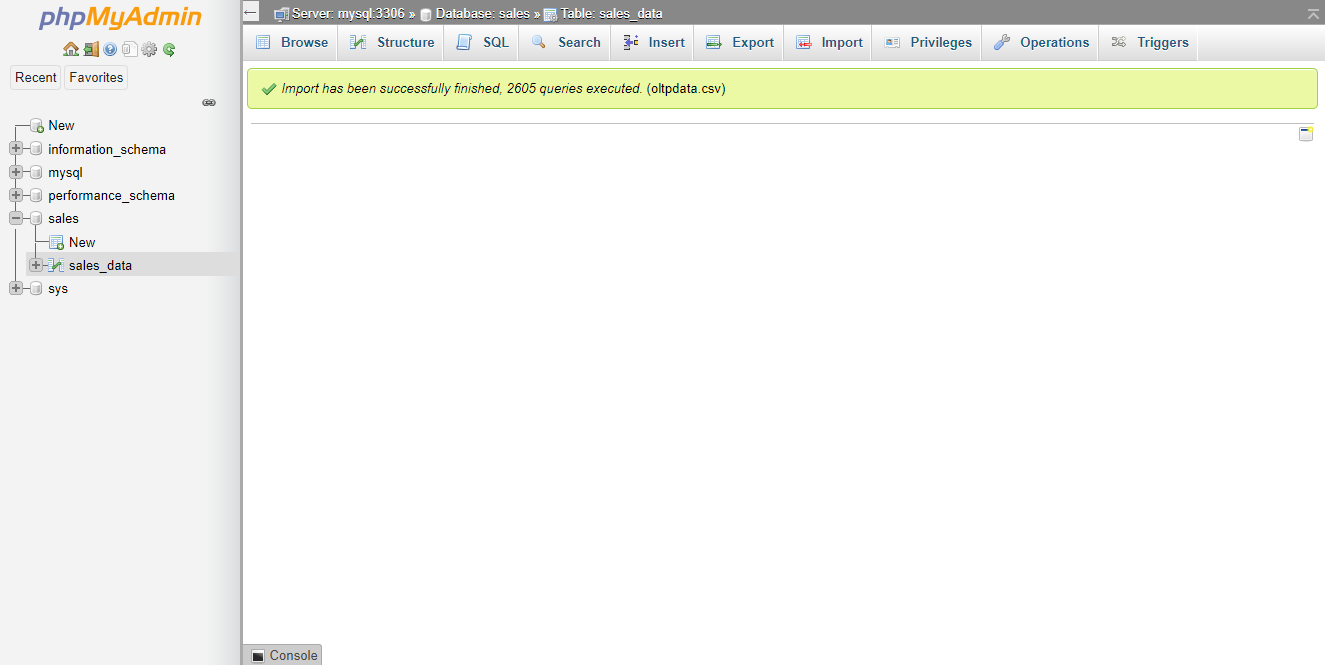 phpMyAdmin
Recent Favorites
New
information_schema
mysql
performance_schema
sales
New
sales_data
sys
Server: mysql:3306 » Database: sales » Table: sales_data
Browse Structure SQL Search Insert Export Import Privileges Operations Triggers
Import has been successfully finished, 2605 queries executed. (oltpdata.csv)
Console